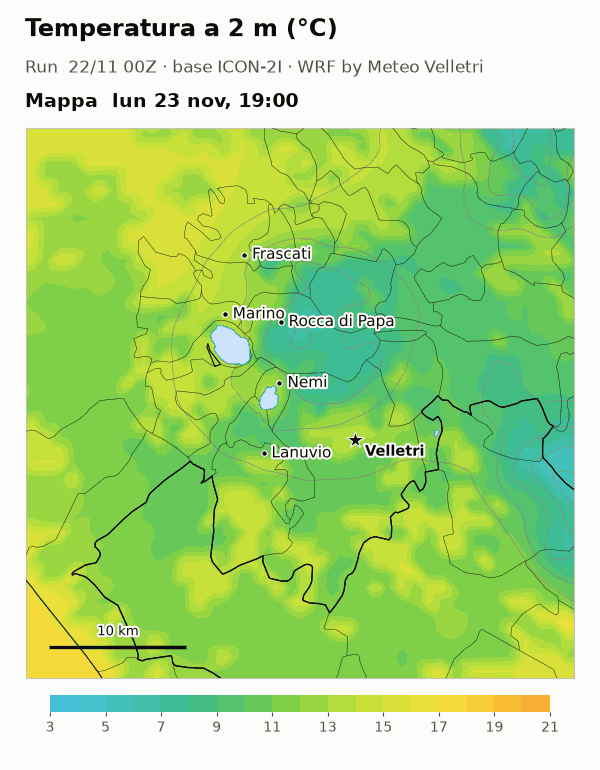 Temperatura a 2 m (°C)
Run  22/11 00Z · base ICON-2I · WRF by Meteo Velletri
Mappa  lun 23 nov, 19:00
Frascati
Marino
Rocca di Papa
Nemi
Velletri
Lanuvio
10 km
3 5 7 9 11 13 15 17 19 21